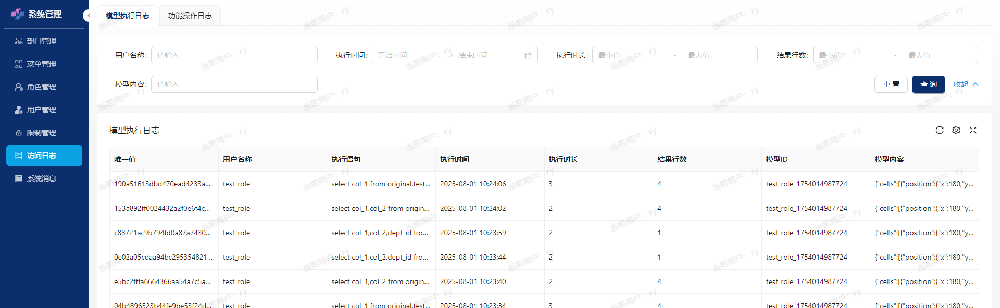 系统管理
部门管理
菜单管理
角色管理
用户管理
限制管理
访问日志
系统消息
模型执行日志
功能操作日志
用户名称: 请输入
执行时间: 开始时间 → 结束时间
执行时长: 最小值 ~ 最大值
结果行数: 最小值 ~ 最大值
模型内容: 请输入
重 置 查 询 收起
模型执行日志
唯一值 用户名称 执行语句 执行时间 执行时长 结果行数 模型ID 模型内容
190a51613dbd470ead4233a... test_role select col_1 from original.test... 2025-08-01 10:24:06 3 4 test_role_1754014987724 {"cells":[{"position":{"x":180,"y...
153a892ff0024432a2f0e6f4c... test_role select col_1,col_2 from origin... 2025-08-01 10:24:02 2 4 test_role_1754014987724 {"cells":[{"position":{"x":180,"y...
c88721ac9b794fd0a87a7430... test_role select col_1,col_2,dept_id fro... 2025-08-01 10:23:59 2 1 test_role_1754014987724 {"cells":[{"position":{"x":180,"y...
0e02a05cdaa94bc295354821... test_role select col_1,col_2,dept_id fro... 2025-08-01 10:23:44 2 1 test_role_1754014987724 {"cells":[{"position":{"x":180,"y...
e5bc2fffa6664366aa54a7c5a... test_role select col_1,col_2 from origin... 2025-08-01 10:23:40 2 4 test_role_1754014987724 {"cells":[{"position":{"x":180,"y...
04b4896523b44fe9be53f24d... test_role select col_1 from original.test... 2025-08-01 10:23:34 3 4 test_role_1754014987724 {"cells":[{"position":{"x":180,"y...
当前用户：ry